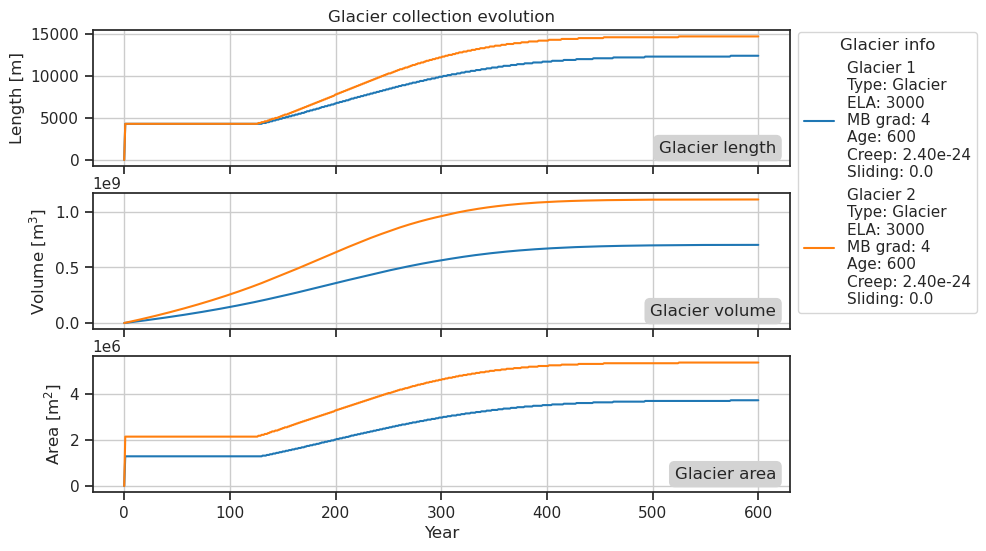 Glacier collection evolution
Length [m]
15000
10000
5000
0
Glacier length
1e9
Volume [m³]
1.0
0.5
0.0
Glacier volume
1e6
Area [m²]
4
2
0
Glacier area
0 100 200 300 400 500 600
Year
Glacier info
Glacier 1
Type: Glacier
ELA: 3000
MB grad: 4
Age: 600
Creep: 2.40e-24
Sliding: 0.0
Glacier 2
Type: Glacier
ELA: 3000
MB grad: 4
Age: 600
Creep: 2.40e-24
Sliding: 0.0